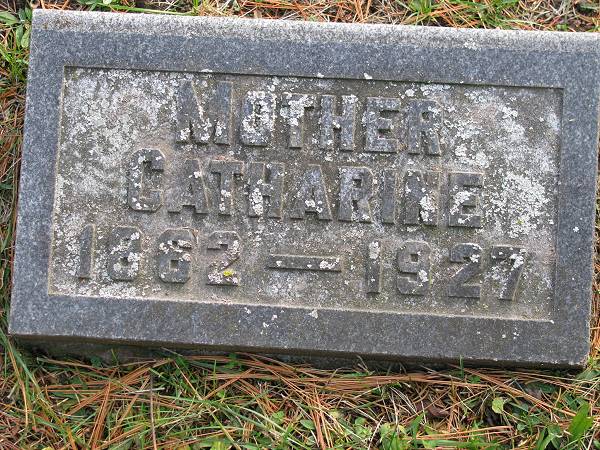 MOTHER
CATHARINE
1862 — 1927